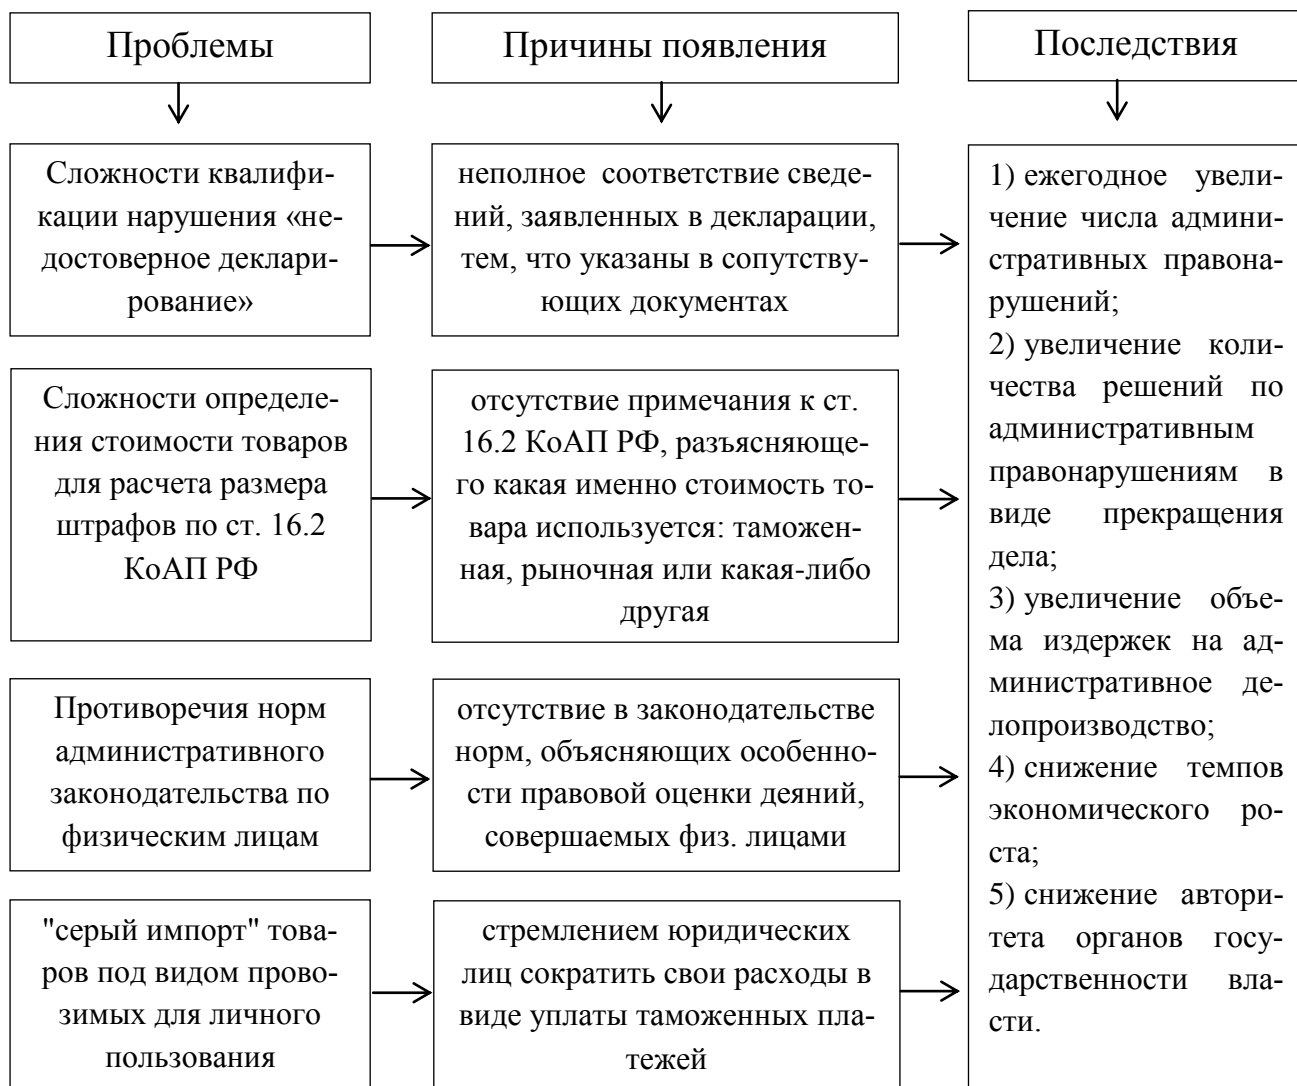 Проблемы
Причины появления
Последствия
Сложности квалифи-
кации нарушения «не-
достоверное деклари-
рование»
неполное соответствие сведе-
ний, заявленных в декларации,
тем, что указаны в сопутству-
ющих документах
Сложности определе-
ния стоимости товаров
для расчета размера
штрафов по ст. 16.2
КоАП РФ
отсутствие примечания к ст.
16.2 КоАП РФ, разъясняюще-
го какая именно стоимость то-
вара используется: таможен-
ная, рыночная или какая-либо
другая
Противоречия норм
административного
законодательства по
физическим лицам
отсутствие в законодательстве
норм, объясняющих особенно-
сти правовой оценки деяний,
совершаемых физ. лицами
"серый импорт" това-
ров под видом прово-
зимых для личного
пользования
стремлением юридических
лиц сократить свои расходы в
виде уплаты таможенных пла-
тежей
1) ежегодное увели-
чение числа админи-
стративных правона-
рушений;
2) увеличение коли-
чества решений по
административным
правонарушениям в
виде прекращения
дела;
3) увеличение объе-
ма издержек на ад-
министративное де-
лопроизводство;
4) снижение темпов
экономического ро-
ста;
5) снижение автори-
тета органов госу-
дарственности вла-
сти.